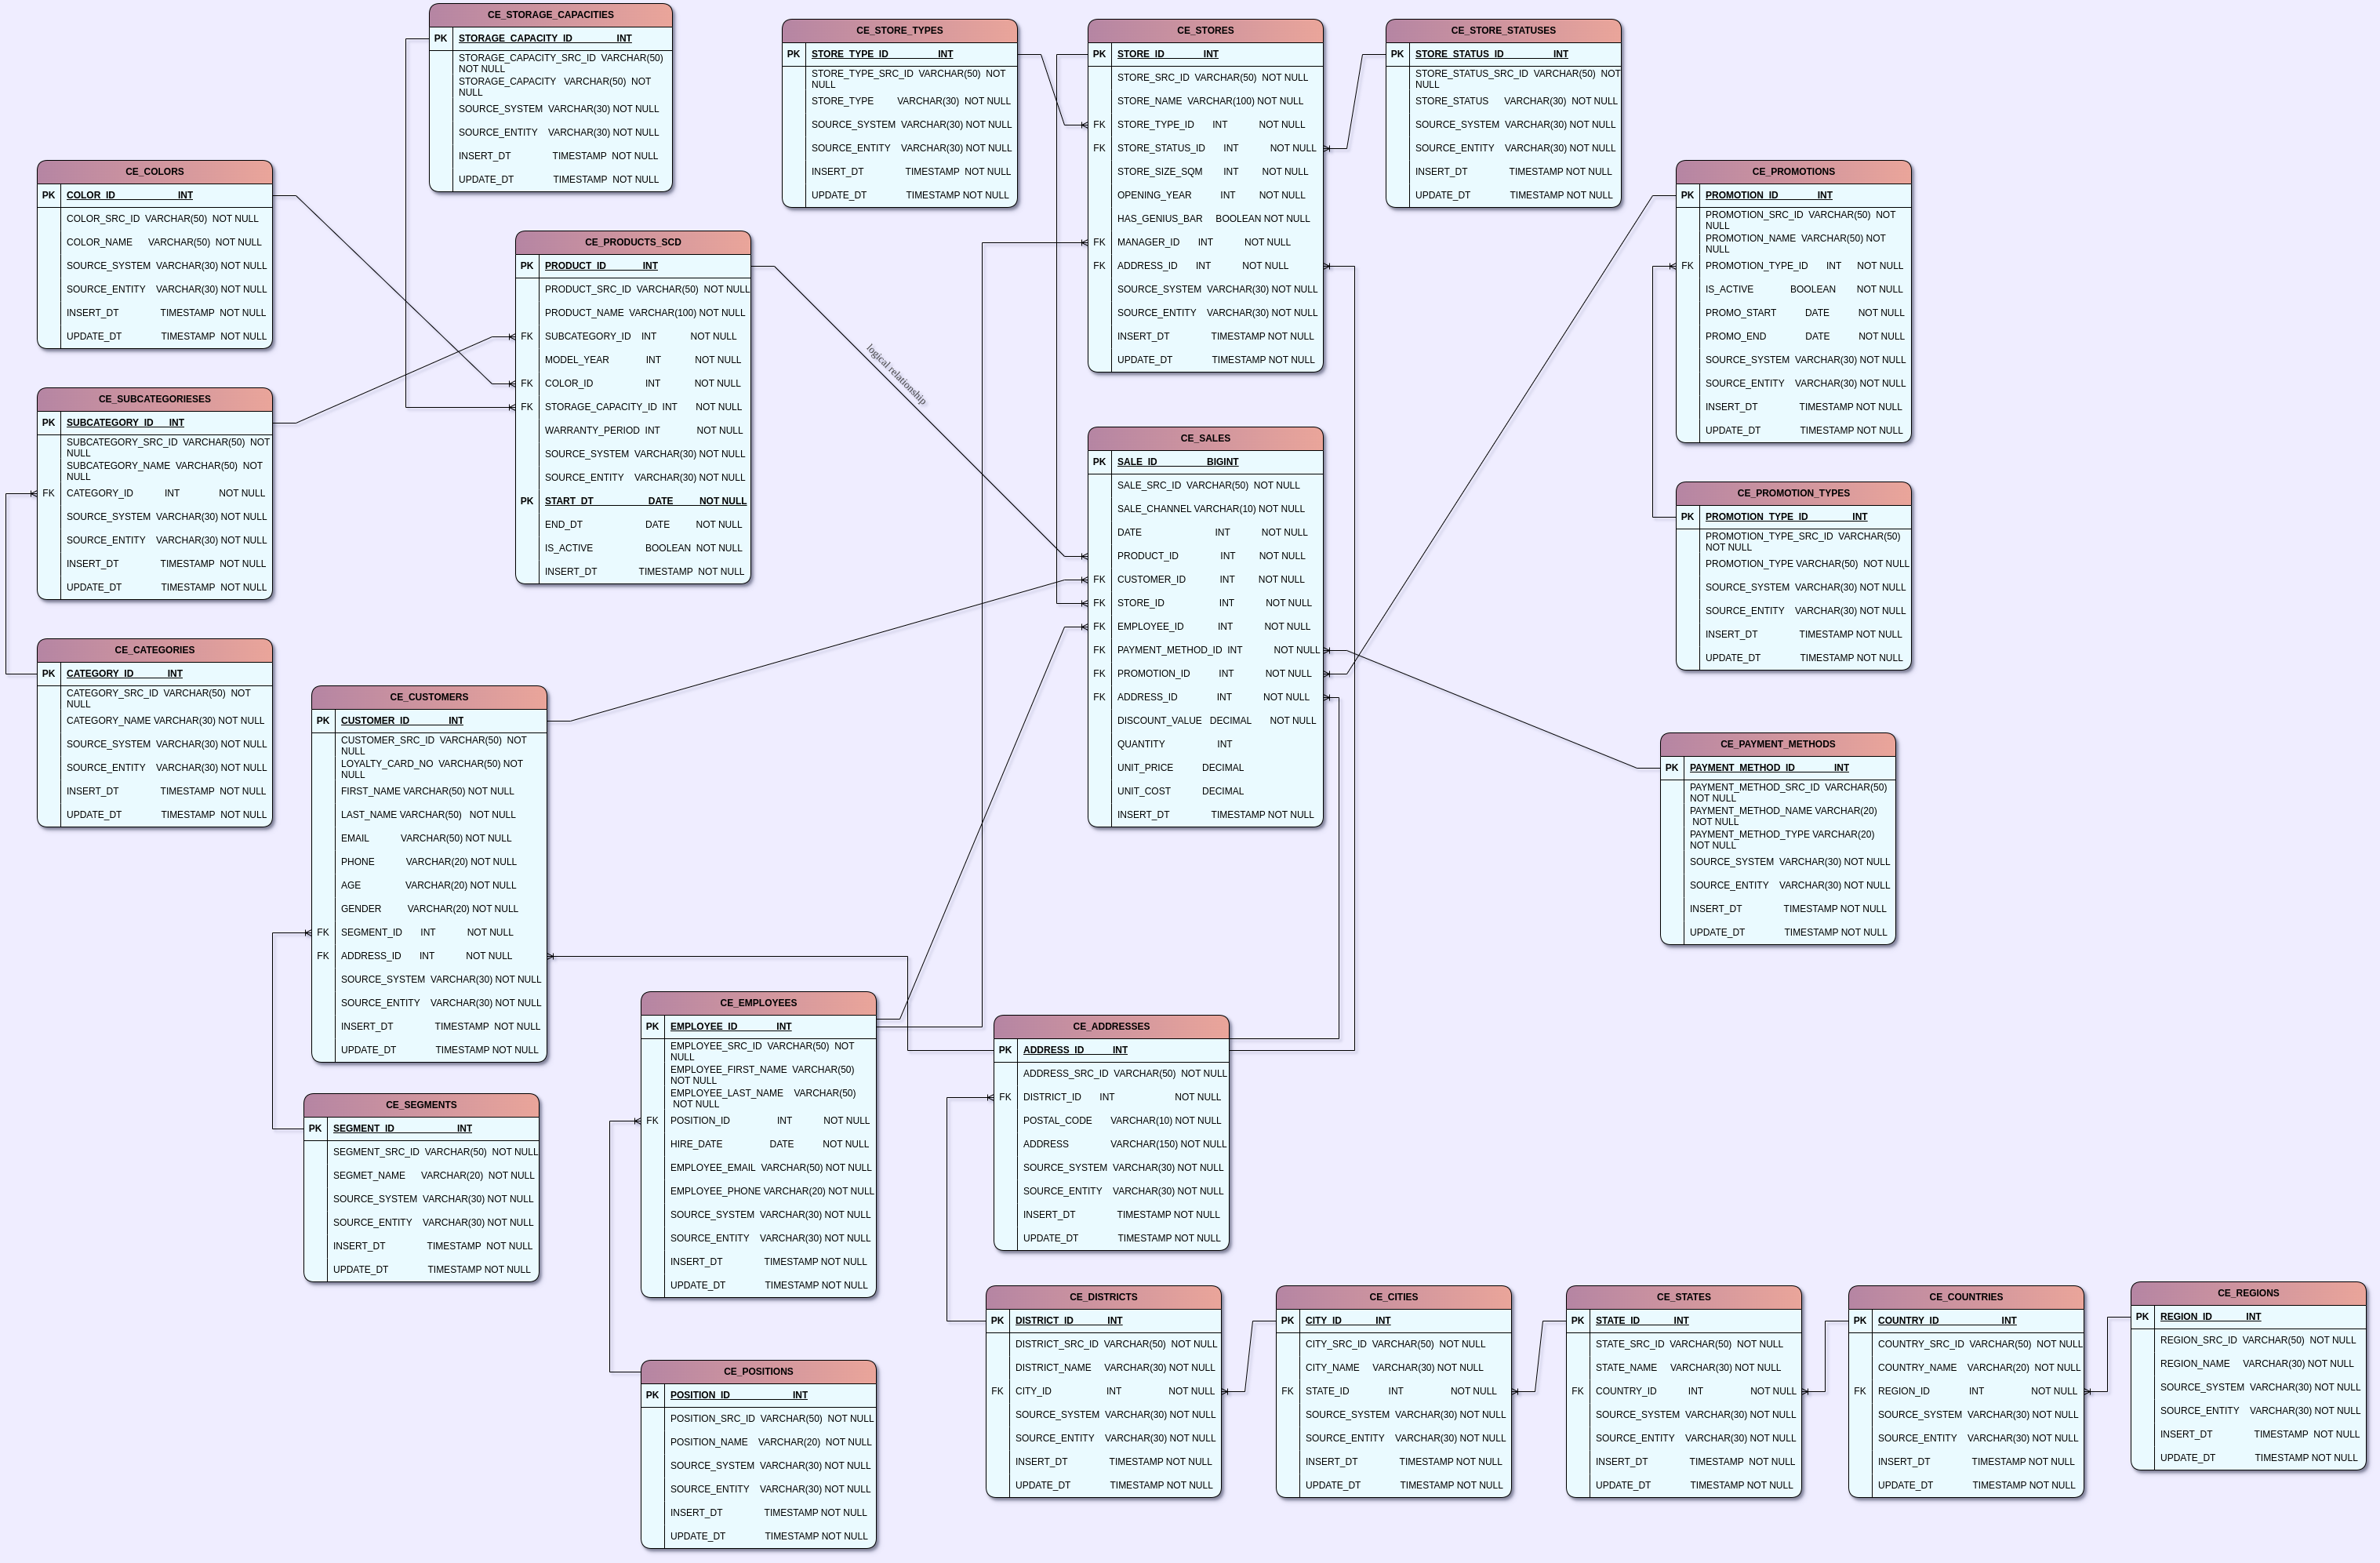 CE_STORAGE_CAPACITIES
PK STORAGE_CAPACITY_ID INT
STORAGE_CAPACITY_SRC_ID VARCHAR(50)
NOT NULL
STORAGE_CAPACITY VARCHAR(50) NOT
NULL
SOURCE_SYSTEM VARCHAR(30) NOT NULL
SOURCE_ENTITY VARCHAR(30) NOT NULL
INSERT_DT TIMESTAMP NOT NULL
UPDATE_DT TIMESTAMP NOT NULL
CE_STORE_TYPES
PK STORE_TYPE_ID INT
STORE_TYPE_SRC_ID VARCHAR(50) NOT
NULL
STORE_TYPE VARCHAR(30) NOT NULL
SOURCE_SYSTEM VARCHAR(30) NOT NULL
SOURCE_ENTITY VARCHAR(30) NOT NULL
INSERT_DT TIMESTAMP NOT NULL
UPDATE_DT TIMESTAMP NOT NULL
CE_STORES
PK STORE_ID INT
STORE_SRC_ID VARCHAR(50) NOT NULL
STORE_NAME VARCHAR(100) NOT NULL
FK STORE_TYPE_ID INT NOT NULL
FK STORE_STATUS_ID INT NOT NULL
STORE_SIZE_SQM INT NOT NULL
OPENING_YEAR INT NOT NULL
HAS_GENIUS_BAR BOOLEAN NOT NULL
FK MANAGER_ID INT NOT NULL
FK ADDRESS_ID INT NOT NULL
SOURCE_SYSTEM VARCHAR(30) NOT NULL
SOURCE_ENTITY VARCHAR(30) NOT NULL
INSERT_DT TIMESTAMP NOT NULL
UPDATE_DT TIMESTAMP NOT NULL
CE_STORE_STATUSES
PK STORE_STATUS_ID INT
STORE_STATUS_SRC_ID VARCHAR(50) NOT
NULL
STORE_STATUS VARCHAR(30) NOT NULL
SOURCE_SYSTEM VARCHAR(30) NOT NULL
SOURCE_ENTITY VARCHAR(30) NOT NULL
INSERT_DT TIMESTAMP NOT NULL
UPDATE_DT TIMESTAMP NOT NULL
CE_COLORS
PK COLOR_ID INT
COLOR_SRC_ID VARCHAR(50) NOT NULL
COLOR_NAME VARCHAR(50) NOT NULL
SOURCE_SYSTEM VARCHAR(30) NOT NULL
SOURCE_ENTITY VARCHAR(30) NOT NULL
INSERT_DT TIMESTAMP NOT NULL
UPDATE_DT TIMESTAMP NOT NULL
CE_PRODUCTS_SCD
PK PRODUCT_ID INT
PRODUCT_SRC_ID VARCHAR(50) NOT NULL
PRODUCT_NAME VARCHAR(100) NOT NULL
FK SUBCATEGORY_ID INT NOT NULL
MODEL_YEAR INT NOT NULL
FK COLOR_ID INT NOT NULL
FK STORAGE_CAPACITY_ID INT NOT NULL
WARRANTY_PERIOD INT NOT NULL
SOURCE_SYSTEM VARCHAR(30) NOT NULL
SOURCE_ENTITY VARCHAR(30) NOT NULL
PK START_DT DATE NOT NULL
END_DT DATE NOT NULL
IS_ACTIVE BOOLEAN NOT NULL
INSERT_DT TIMESTAMP NOT NULL
logical relationship
CE_PROMOTIONS
PK PROMOTION_ID INT
PROMOTION_SRC_ID VARCHAR(50) NOT
NULL
PROMOTION_NAME VARCHAR(50) NOT
NULL
FK PROMOTION_TYPE_ID INT NOT NULL
IS_ACTIVE BOOLEAN NOT NULL
PROMO_START DATE NOT NULL
PROMO_END DATE NOT NULL
SOURCE_SYSTEM VARCHAR(30) NOT NULL
SOURCE_ENTITY VARCHAR(30) NOT NULL
INSERT_DT TIMESTAMP NOT NULL
UPDATE_DT TIMESTAMP NOT NULL
CE_SUBCATEGORIESES
PK SUBCATEGORY_ID INT
SUBCATEGORY_SRC_ID VARCHAR(50) NOT
NULL
SUBCATEGORY_NAME VARCHAR(50) NOT
NULL
FK CATEGORY_ID INT NOT NULL
SOURCE_SYSTEM VARCHAR(30) NOT NULL
SOURCE_ENTITY VARCHAR(30) NOT NULL
INSERT_DT TIMESTAMP NOT NULL
UPDATE_DT TIMESTAMP NOT NULL
CE_SALES
PK SALE_ID BIGINT
SALE_SRC_ID VARCHAR(50) NOT NULL
SALE_CHANNEL VARCHAR(10) NOT NULL
DATE INT NOT NULL
PRODUCT_ID INT NOT NULL
FK CUSTOMER_ID INT NOT NULL
FK STORE_ID INT NOT NULL
FK EMPLOYEE_ID INT NOT NULL
FK PAYMENT_METHOD_ID INT NOT NULL
FK PROMOTION_ID INT NOT NULL
FK ADDRESS_ID INT NOT NULL
DISCOUNT_VALUE DECIMAL NOT NULL
QUANTITY INT
UNIT_PRICE DECIMAL
UNIT_COST DECIMAL
INSERT_DT TIMESTAMP NOT NULL
CE_PROMOTION_TYPES
PK PROMOTION_TYPE_ID INT
PROMOTION_TYPE_SRC_ID VARCHAR(50)
NOT NULL
PROMOTION_TYPE VARCHAR(50) NOT NULL
SOURCE_SYSTEM VARCHAR(30) NOT NULL
SOURCE_ENTITY VARCHAR(30) NOT NULL
INSERT_DT TIMESTAMP NOT NULL
UPDATE_DT TIMESTAMP NOT NULL
CE_CATEGORIES
PK CATEGORY_ID INT
CATEGORY_SRC_ID VARCHAR(50) NOT
NULL
CATEGORY_NAME VARCHAR(30) NOT NULL
SOURCE_SYSTEM VARCHAR(30) NOT NULL
SOURCE_ENTITY VARCHAR(30) NOT NULL
INSERT_DT TIMESTAMP NOT NULL
UPDATE_DT TIMESTAMP NOT NULL
CE_CUSTOMERS
PK CUSTOMER_ID INT
CUSTOMER_SRC_ID VARCHAR(50) NOT
NULL
LOYALTY_CARD_NO VARCHAR(50) NOT
NULL
FIRST_NAME VARCHAR(50) NOT NULL
LAST_NAME VARCHAR(50) NOT NULL
EMAIL VARCHAR(50) NOT NULL
PHONE VARCHAR(20) NOT NULL
AGE VARCHAR(20) NOT NULL
GENDER VARCHAR(20) NOT NULL
FK SEGMENT_ID INT NOT NULL
FK ADDRESS_ID INT NOT NULL
SOURCE_SYSTEM VARCHAR(30) NOT NULL
SOURCE_ENTITY VARCHAR(30) NOT NULL
INSERT_DT TIMESTAMP NOT NULL
UPDATE_DT TIMESTAMP NOT NULL
CE_PAYMENT_METHODS
PK PAYMENT_METHOD_ID INT
PAYMENT_METHOD_SRC_ID VARCHAR(50)
NOT NULL
PAYMENT_METHOD_NAME VARCHAR(20)
NOT NULL
PAYMENT_METHOD_TYPE VARCHAR(20)
NOT NULL
SOURCE_SYSTEM VARCHAR(30) NOT NULL
SOURCE_ENTITY VARCHAR(30) NOT NULL
INSERT_DT TIMESTAMP NOT NULL
UPDATE_DT TIMESTAMP NOT NULL
CE_EMPLOYEES
PK EMPLOYEE_ID INT
EMPLOYEE_SRC_ID VARCHAR(50) NOT
NULL
EMPLOYEE_FIRST_NAME VARCHAR(50)
NOT NULL
EMPLOYEE_LAST_NAME VARCHAR(50)
NOT NULL
FK POSITION_ID INT NOT NULL
HIRE_DATE DATE NOT NULL
EMPLOYEE_EMAIL VARCHAR(50) NOT NULL
EMPLOYEE_PHONE VARCHAR(20) NOT NULL
SOURCE_SYSTEM VARCHAR(30) NOT NULL
SOURCE_ENTITY VARCHAR(30) NOT NULL
INSERT_DT TIMESTAMP NOT NULL
UPDATE_DT TIMESTAMP NOT NULL
CE_ADDRESSES
PK ADDRESS_ID INT
ADDRESS_SRC_ID VARCHAR(50) NOT NULL
FK DISTRICT_ID INT NOT NULL
POSTAL_CODE VARCHAR(10) NOT NULL
ADDRESS VARCHAR(150) NOT NULL
SOURCE_SYSTEM VARCHAR(30) NOT NULL
SOURCE_ENTITY VARCHAR(30) NOT NULL
INSERT_DT TIMESTAMP NOT NULL
UPDATE_DT TIMESTAMP NOT NULL
CE_SEGMENTS
PK SEGMENT_ID INT
SEGMENT_SRC_ID VARCHAR(50) NOT NULL
SEGMET_NAME VARCHAR(20) NOT NULL
SOURCE_SYSTEM VARCHAR(30) NOT NULL
SOURCE_ENTITY VARCHAR(30) NOT NULL
INSERT_DT TIMESTAMP NOT NULL
UPDATE_DT TIMESTAMP NOT NULL
CE_POSITIONS
PK POSITION_ID INT
POSITION_SRC_ID VARCHAR(50) NOT NULL
POSITION_NAME VARCHAR(20) NOT NULL
SOURCE_SYSTEM VARCHAR(30) NOT NULL
SOURCE_ENTITY VARCHAR(30) NOT NULL
INSERT_DT TIMESTAMP NOT NULL
UPDATE_DT TIMESTAMP NOT NULL
CE_DISTRICTS
PK DISTRICT_ID INT
DISTRICT_SRC_ID VARCHAR(50) NOT NULL
DISTRICT_NAME VARCHAR(30) NOT NULL
FK CITY_ID INT NOT NULL
SOURCE_SYSTEM VARCHAR(30) NOT NULL
SOURCE_ENTITY VARCHAR(30) NOT NULL
INSERT_DT TIMESTAMP NOT NULL
UPDATE_DT TIMESTAMP NOT NULL
CE_CITIES
PK CITY_ID INT
CITY_SRC_ID VARCHAR(50) NOT NULL
CITY_NAME VARCHAR(30) NOT NULL
FK STATE_ID INT NOT NULL
SOURCE_SYSTEM VARCHAR(30) NOT NULL
SOURCE_ENTITY VARCHAR(30) NOT NULL
INSERT_DT TIMESTAMP NOT NULL
UPDATE_DT TIMESTAMP NOT NULL
CE_STATES
PK STATE_ID INT
STATE_SRC_ID VARCHAR(50) NOT NULL
STATE_NAME VARCHAR(30) NOT NULL
FK COUNTRY_ID INT NOT NULL
SOURCE_SYSTEM VARCHAR(30) NOT NULL
SOURCE_ENTITY VARCHAR(30) NOT NULL
INSERT_DT TIMESTAMP NOT NULL
UPDATE_DT TIMESTAMP NOT NULL
CE_COUNTRIES
PK COUNTRY_ID INT
COUNTRY_SRC_ID VARCHAR(50) NOT NULL
COUNTRY_NAME VARCHAR(20) NOT NULL
FK REGION_ID INT NOT NULL
SOURCE_SYSTEM VARCHAR(30) NOT NULL
SOURCE_ENTITY VARCHAR(30) NOT NULL
INSERT_DT TIMESTAMP NOT NULL
UPDATE_DT TIMESTAMP NOT NULL
CE_REGIONS
PK REGION_ID INT
REGION_SRC_ID VARCHAR(50) NOT NULL
REGION_NAME VARCHAR(30) NOT NULL
SOURCE_SYSTEM VARCHAR(30) NOT NULL
SOURCE_ENTITY VARCHAR(30) NOT NULL
INSERT_DT TIMESTAMP NOT NULL
UPDATE_DT TIMESTAMP NOT NULL